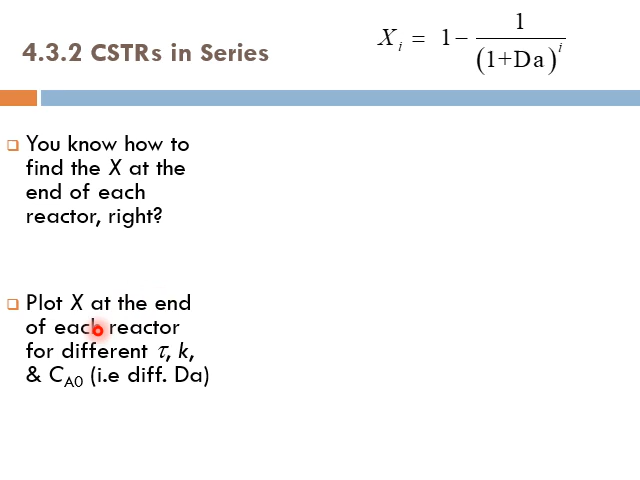 4.3.2 CSTRs in Series
X_i = 1 − 1 / (1+Da)^i
You know how to
find the X at the
end of each
reactor, right?
Plot X at the end
of each reactor
for different τ, k,
& C_A0 (i.e diff. Da)